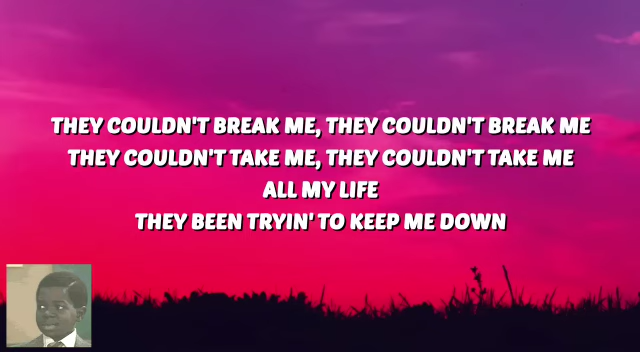 THEY COULDN'T BREAK ME, THEY COULDN'T BREAK ME
THEY COULDN'T TAKE ME, THEY COULDN'T TAKE ME
ALL MY LIFE
THEY BEEN TRYIN' TO KEEP ME DOWN